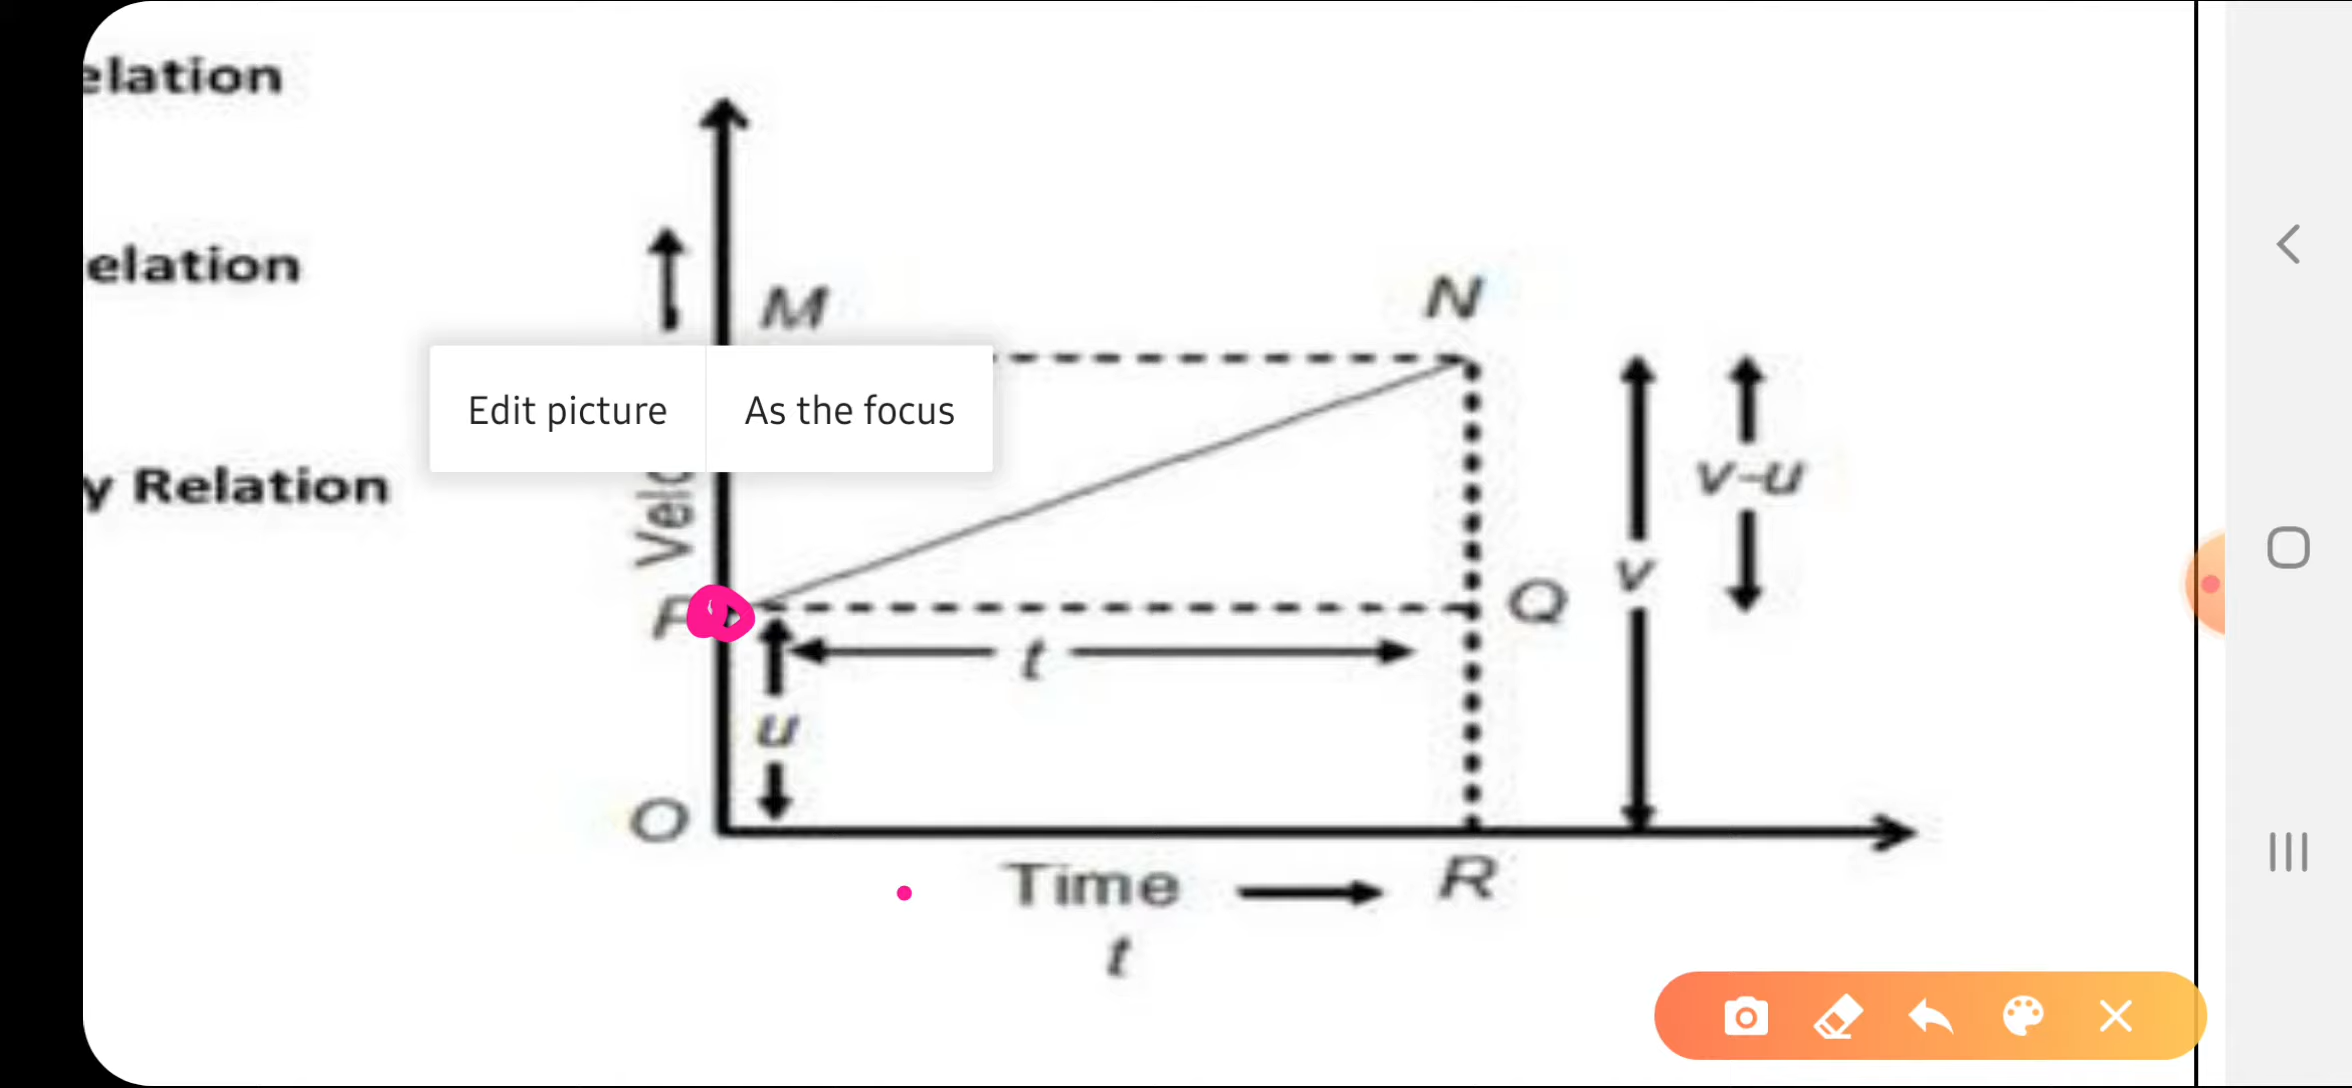 elation
elation
y Relation
M
N
Edit picture
As the focus
v-u
v
P
Q
t
u
O
Time
R
t